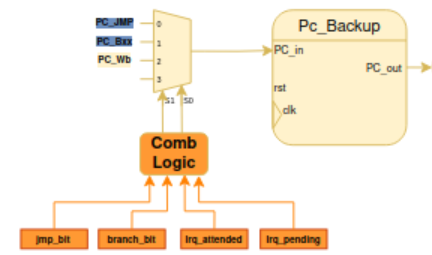 PC_JMP
0
PC_Bxx
1
PC_Wb
2
3
S1
S0
Pc_Backup
PC_in
PC_out
rst
clk
Comb
Logic
jmp_bit
branch_bit
irq_attended
irq_pending